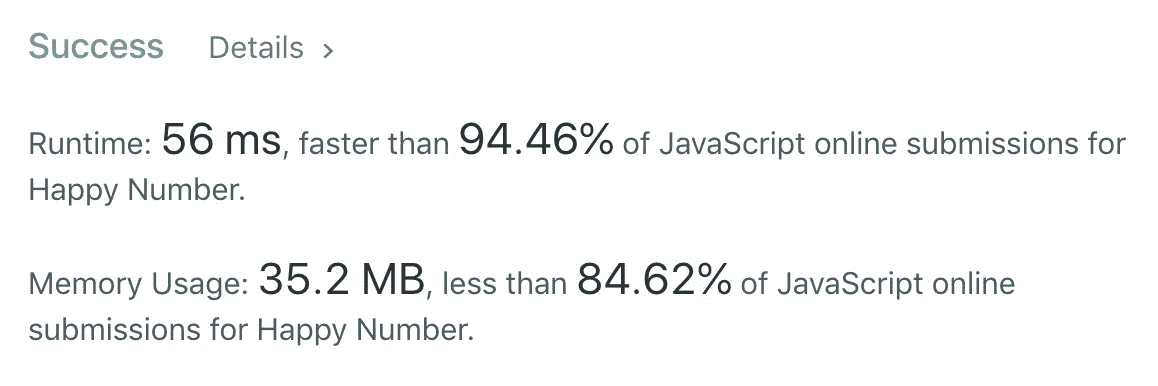 Success Details >
Runtime: 56 ms, faster than 94.46% of JavaScript online submissions for
Happy Number.
Memory Usage: 35.2 MB, less than 84.62% of JavaScript online
submissions for Happy Number.